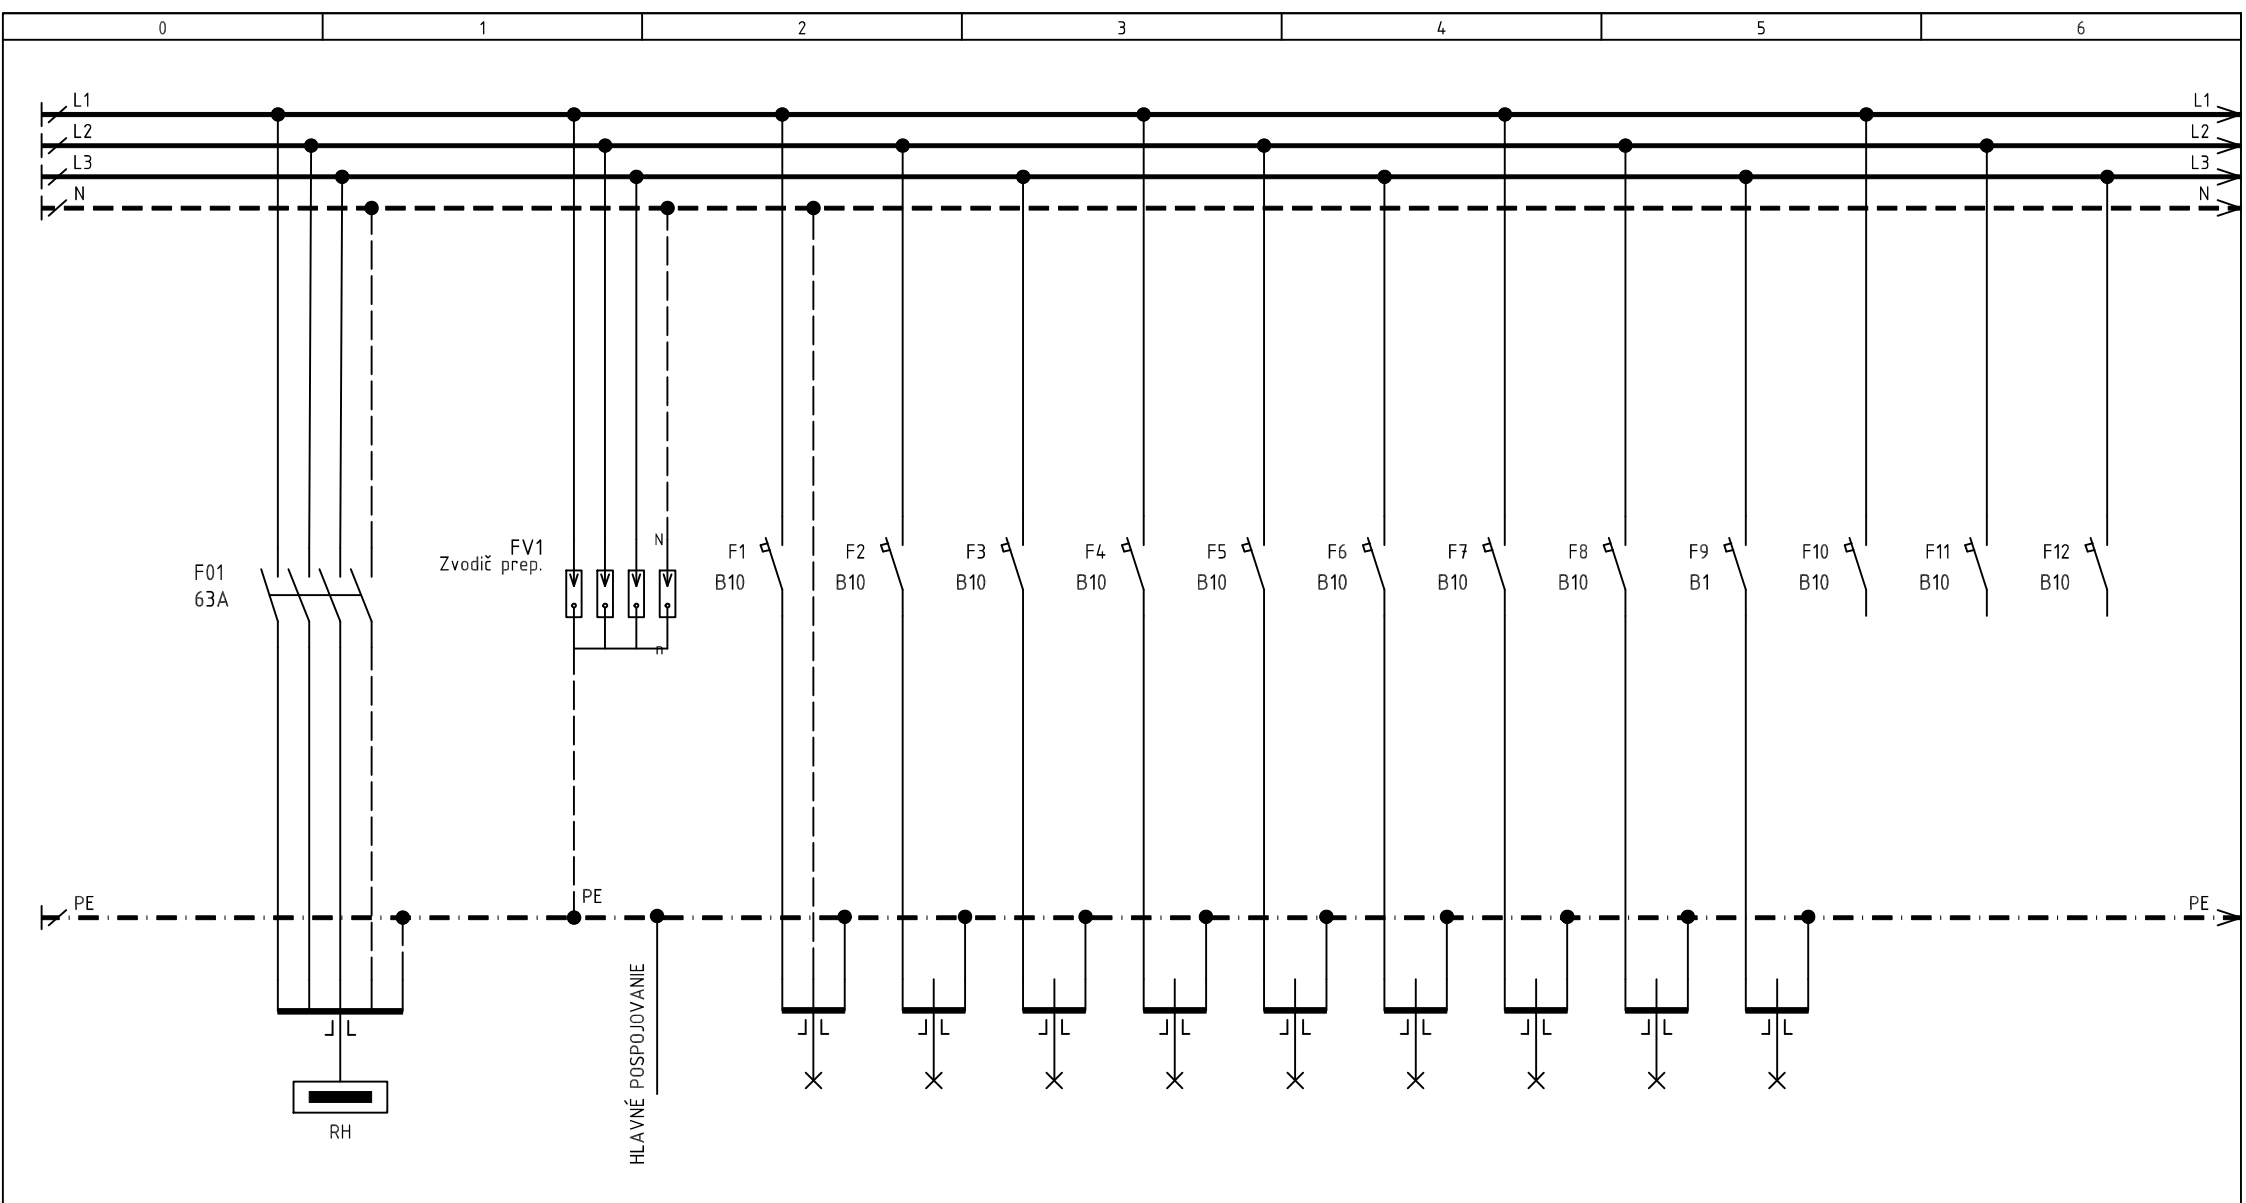 0 1 2 3 4 5 6
L1 L1
L2 L2
L3 L3
N N
F01
63A
FV1
Zvodič prep.
N
n
F1
B10
F2
B10
F3
B10
F4
B10
F5
B10
F6
B10
F7
B10
F8
B10
F9
B1
F10
B10
F11
B10
F12
B10
PE PE PE
HLAVNÉ POSPOJOVANIE
RH